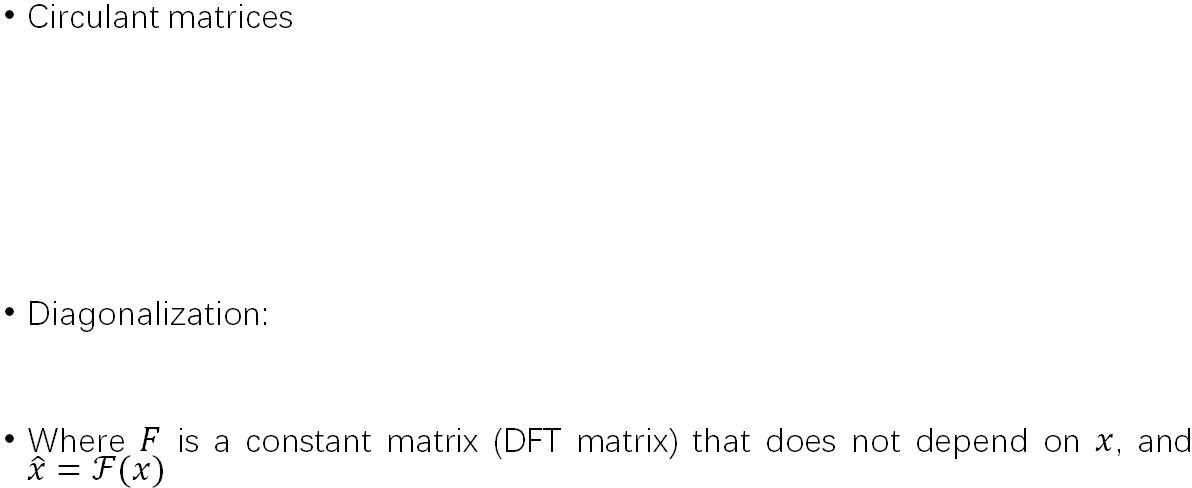 • Circulant matrices
• Diagonalization:
• Where F is a constant matrix (DFT matrix) that does not depend on x, and
x̂ = ℱ(x)